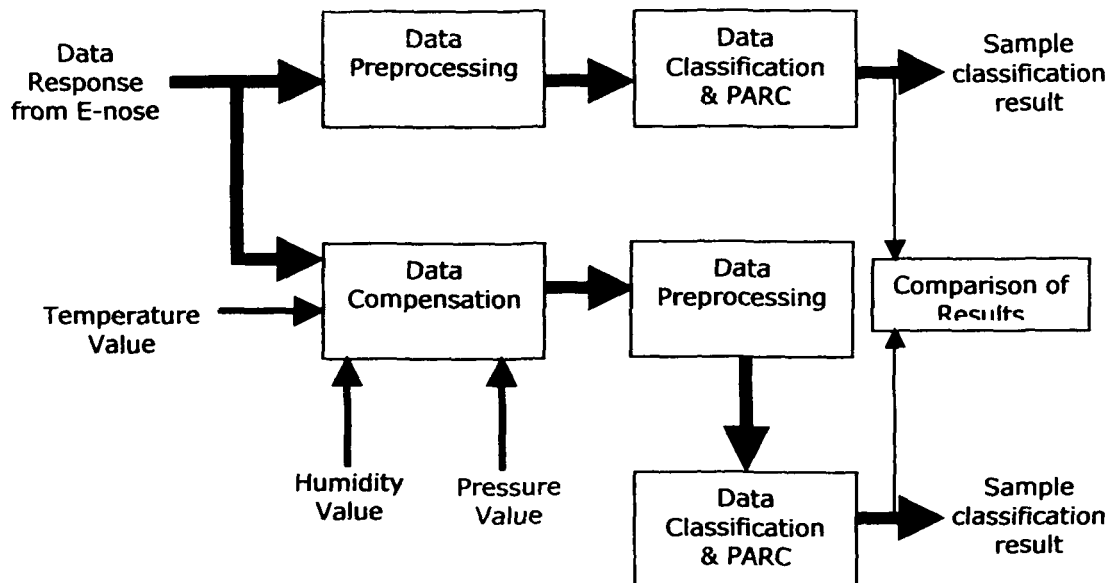 Data
Response
from E-nose
Data
Preprocessing
Data
Classification
& PARC
Sample
classification
result
Data
Compensation
Data
Preprocessing
Comparison of
Results
Temperature
Value
Humidity
Value
Pressure
Value
Data
Classification
& PARC
Sample
classification
result